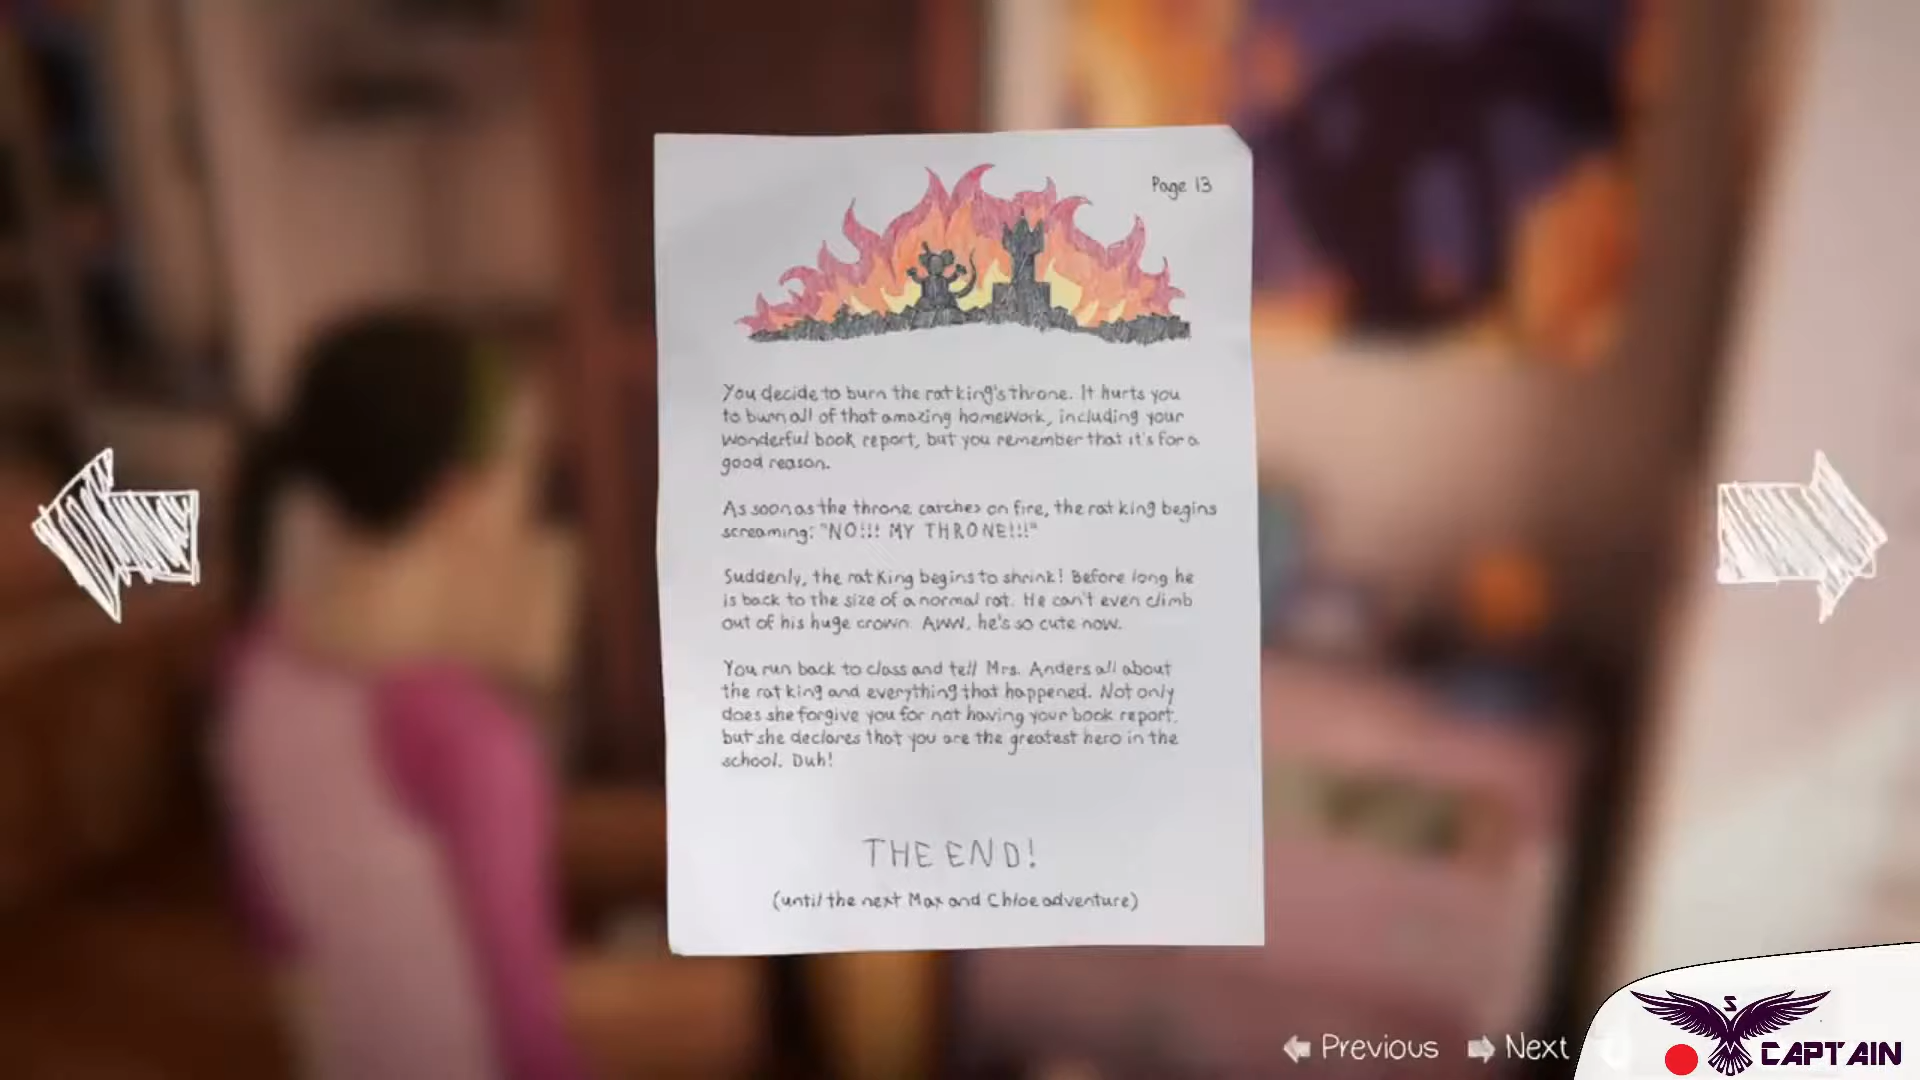 Page 13
You decide to burn the rat king's throne. It hurts you
to burn all of that amazing homework, including your
wonderful book report, but you remember that it's for a
good reason.
As soon as the throne catches on fire, the rat king begins
screaming: "NO!!! MY THRONE!!!"
Suddenly, the rat king begins to shrink! Before long he
is back to the size of a normal rat. He can't even climb
out of his huge crown. Aww, he's so cute now.
You run back to class and tell Mrs. Anders all about
the rat king and everything that happened. Not only
does she forgive you for not having your book report,
but she declares that you are the greatest hero in the
school. Duh!
THE END!
(until the next Max and Chloe adventure)
Previous Next
S
CAPTAIN